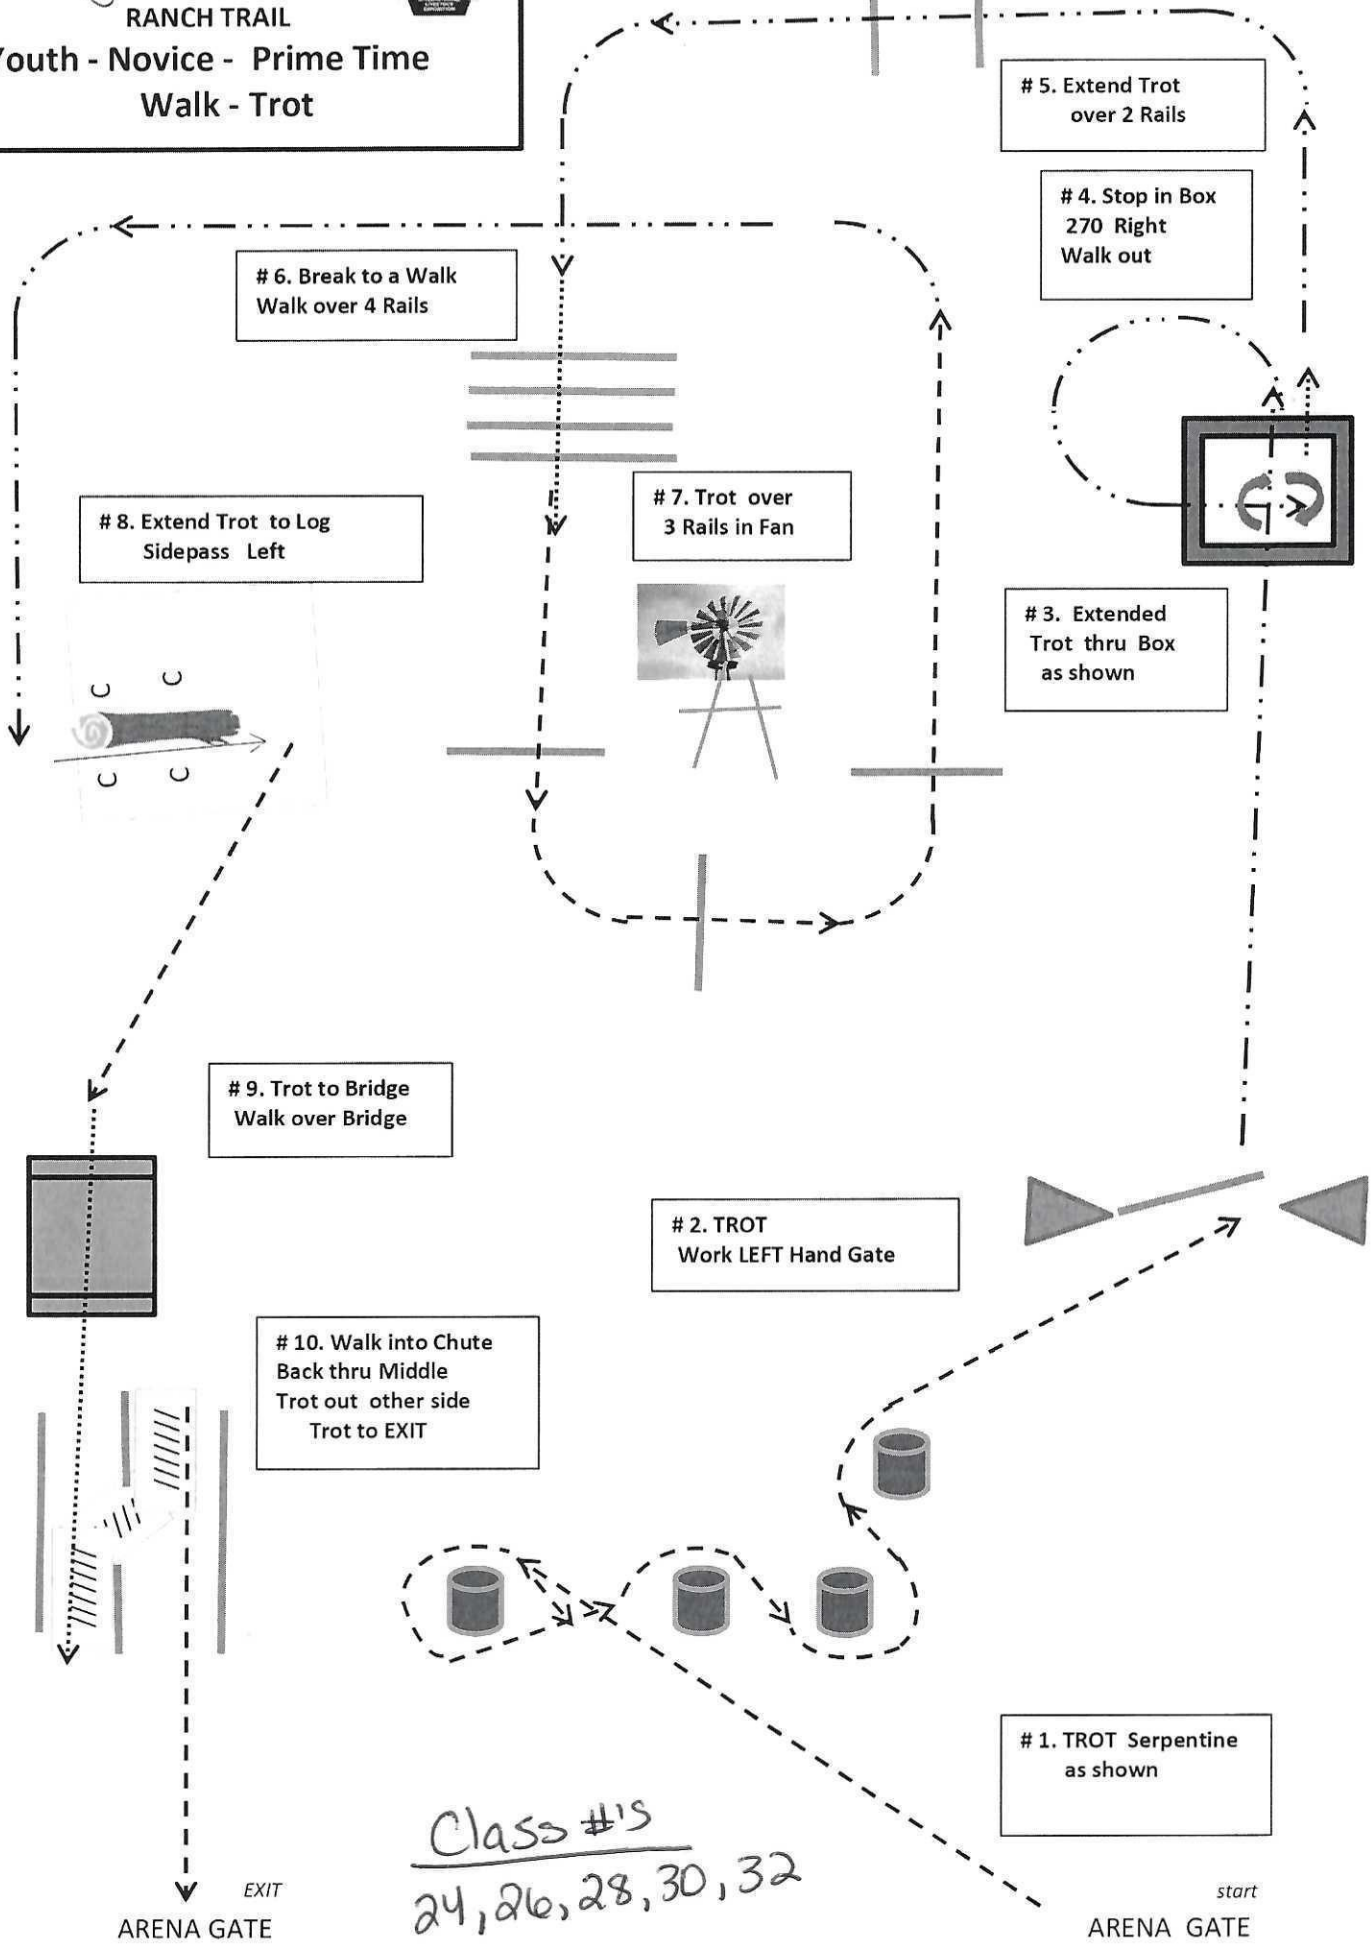 RANCH TRAIL
Youth - Novice - Prime Time
Walk - Trot
# 5. Extend Trot
over 2 Rails
# 4. Stop in Box
270 Right
Walk out
# 6. Break to a Walk
Walk over 4 Rails
# 7. Trot over
3 Rails in Fan
# 8. Extend Trot to Log
Sidepass Left
# 3. Extended
Trot thru Box
as shown
# 9. Trot to Bridge
Walk over Bridge
# 2. TROT
Work LEFT Hand Gate
# 10. Walk into Chute
Back thru Middle
Trot out other side
Trot to EXIT
# 1. TROT Serpentine
as shown
Class #'s
24, 26, 28, 30, 32
EXIT
ARENA GATE
start
ARENA GATE